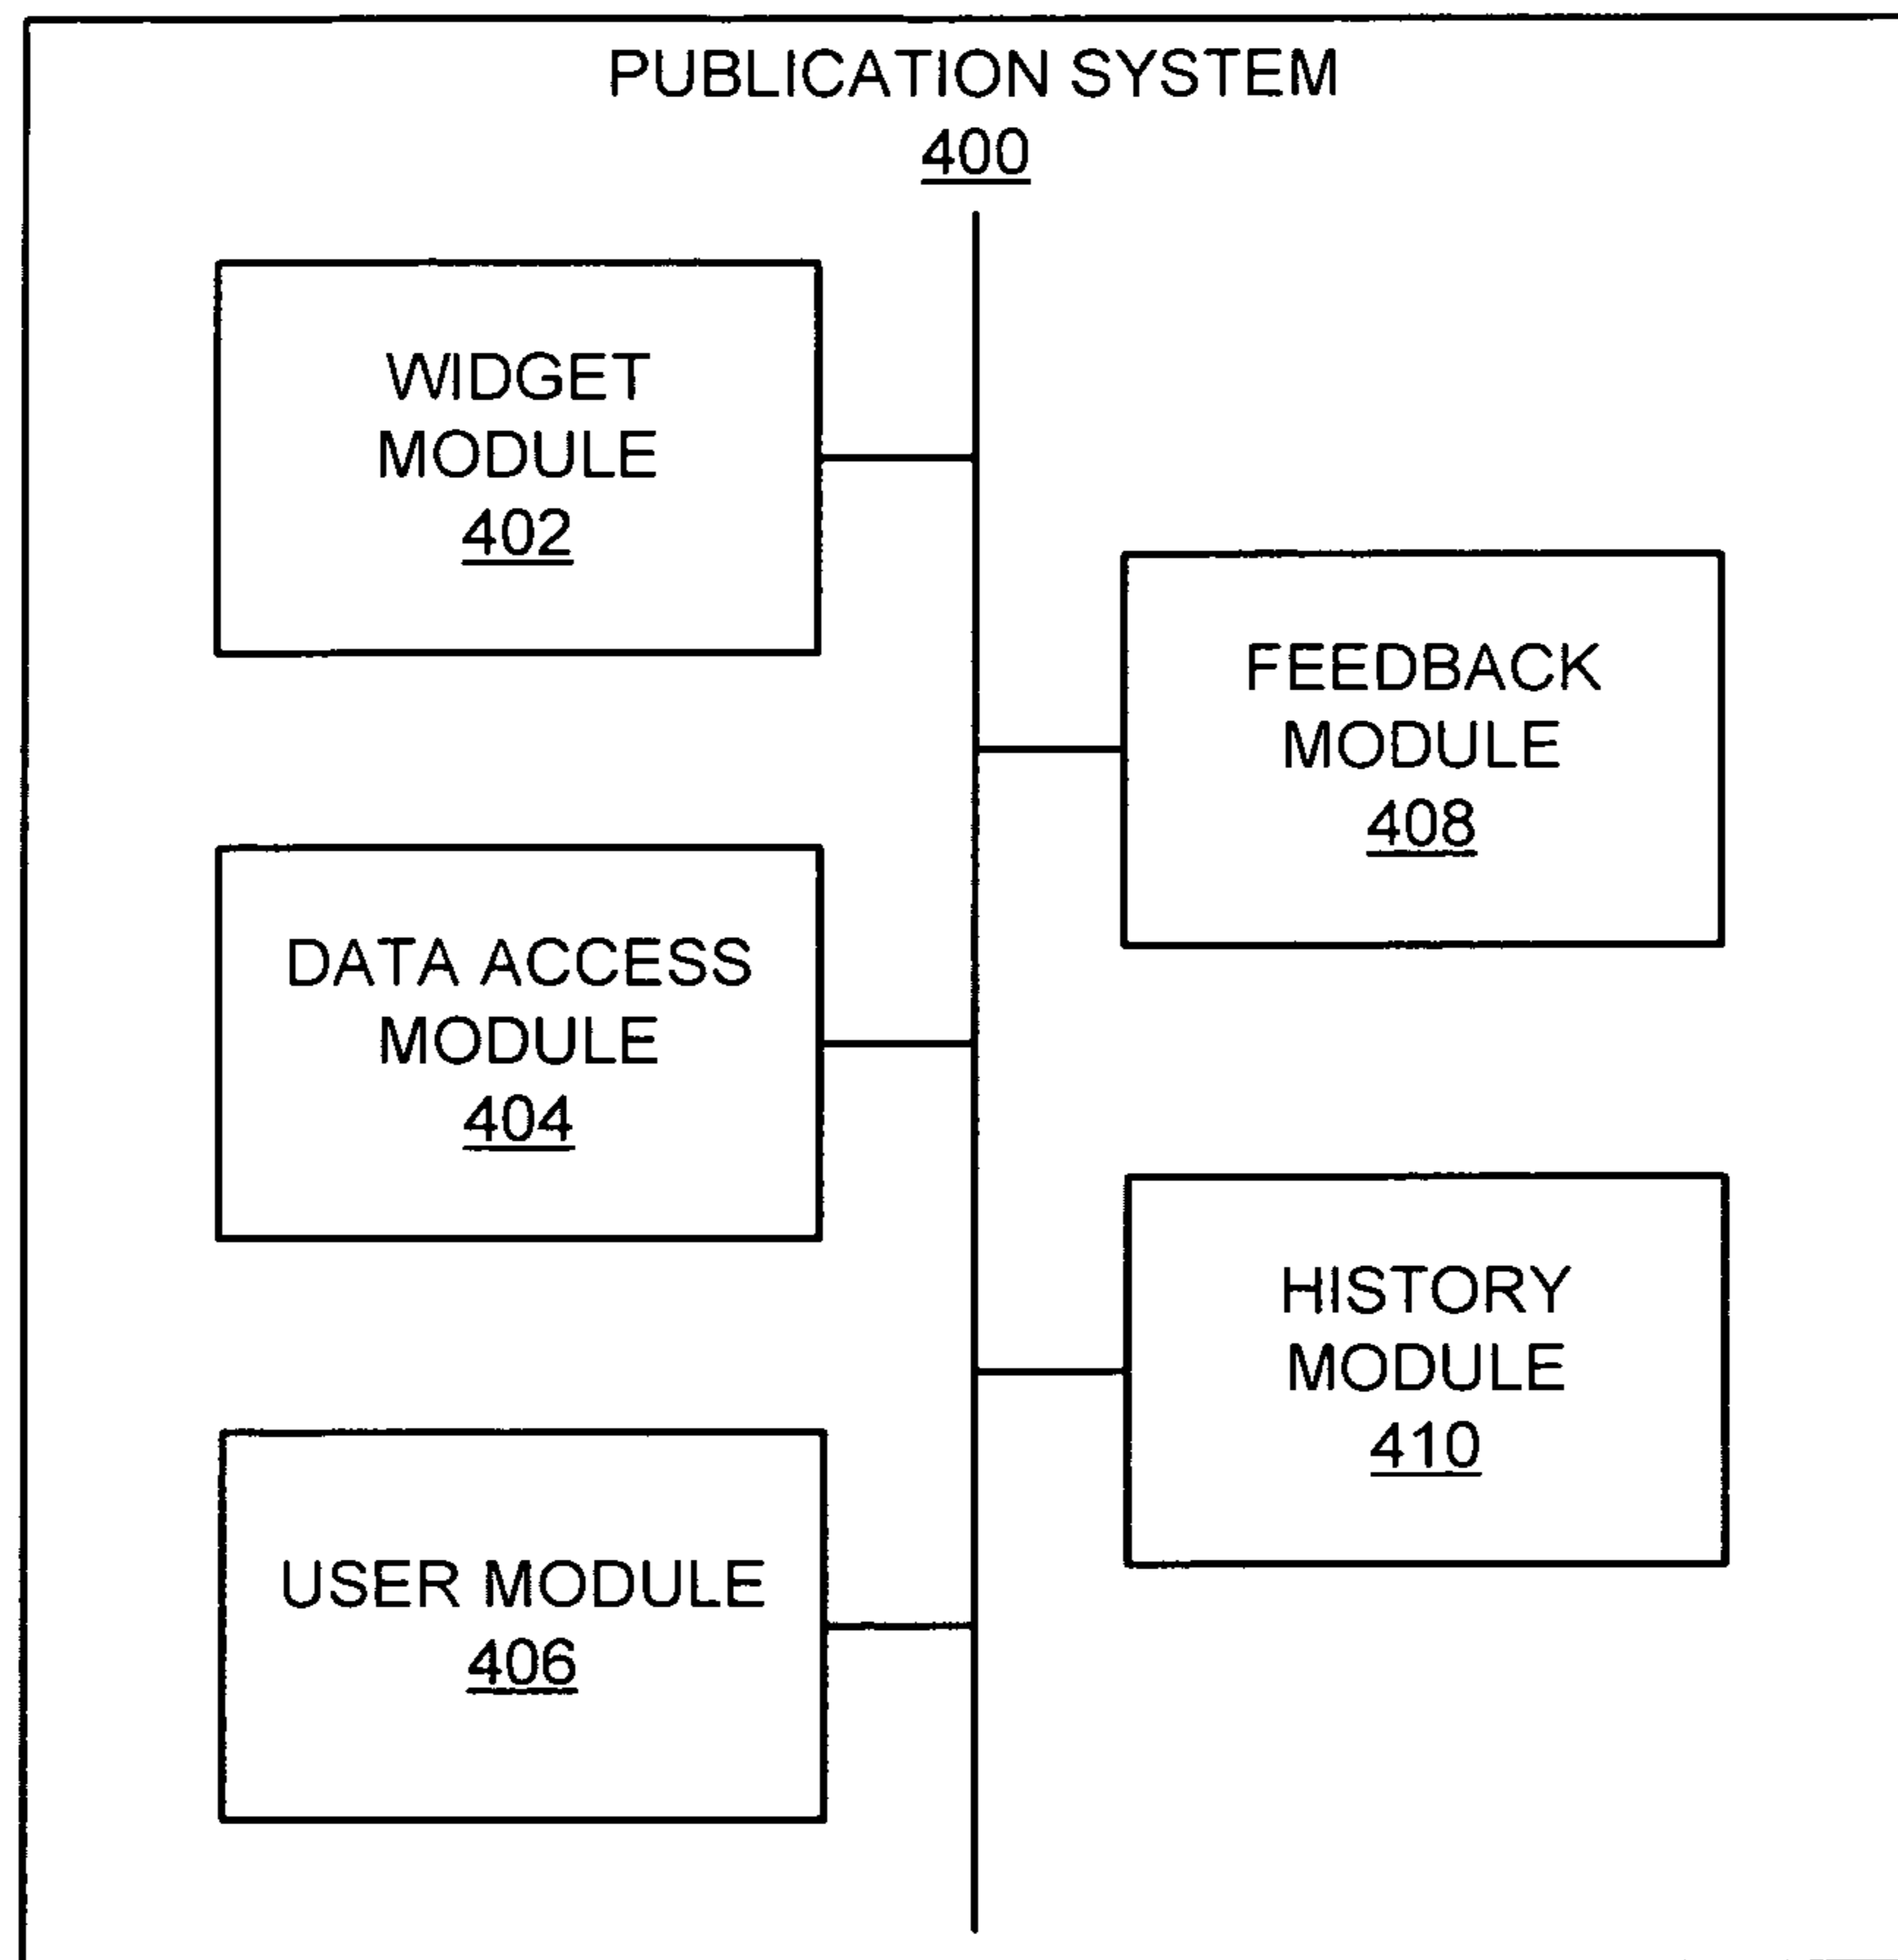 PUBLICATION SYSTEM
400
WIDGET
MODULE
402
FEEDBACK
MODULE
408
DATA ACCESS
MODULE
404
HISTORY
MODULE
410
USER MODULE
406